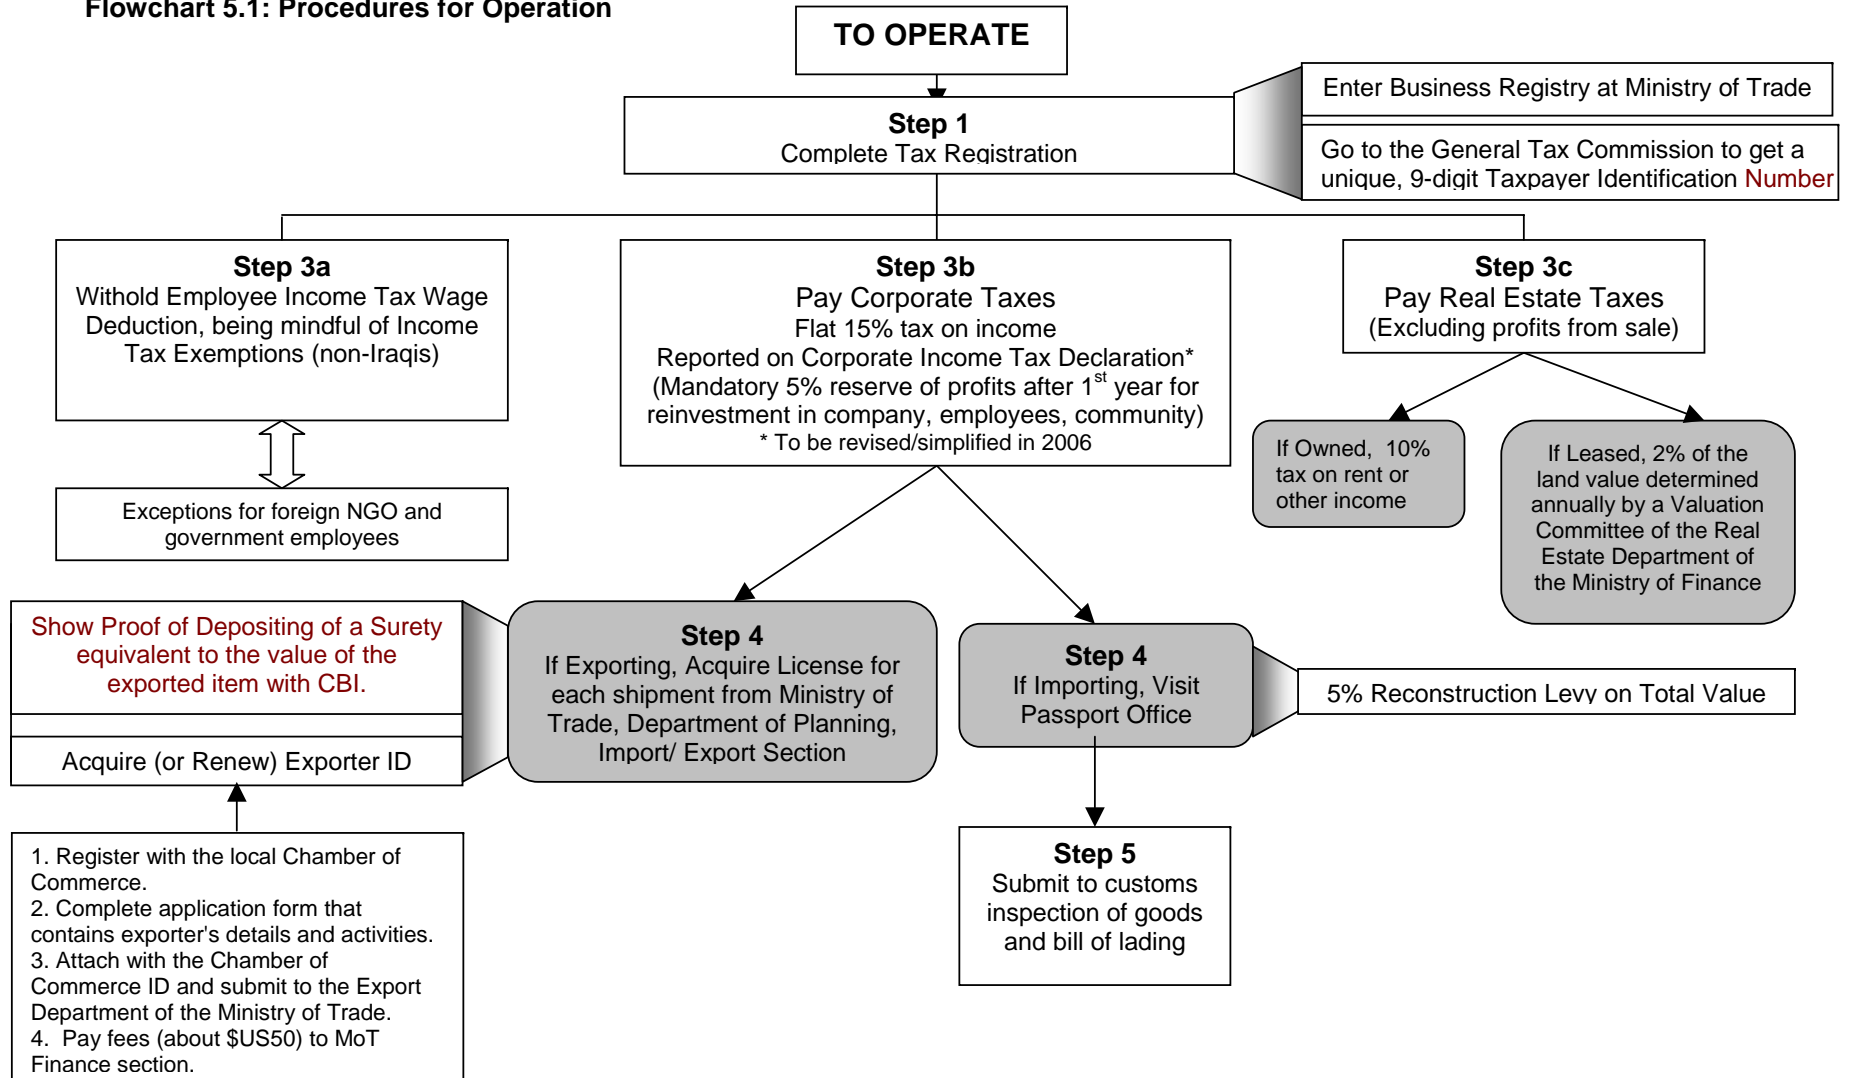 Flowchart 5.1: Procedures for Operation
TO OPERATE
Step 1
Complete Tax Registration
Enter Business Registry at Ministry of Trade
Go to the General Tax Commission to get a
unique, 9-digit Taxpayer Identification Number
Step 3a
Withold Employee Income Tax Wage
Deduction, being mindful of Income
Tax Exemptions (non-Iraqis)
Exceptions for foreign NGO and
government employees
Step 3b
Pay Corporate Taxes
Flat 15% tax on income
Reported on Corporate Income Tax Declaration*
(Mandatory 5% reserve of profits after 1st year for
reinvestment in company, employees, community)
* To be revised/simplified in 2006
Step 3c
Pay Real Estate Taxes
(Excluding profits from sale)
If Owned, 10%
tax on rent or
other income
If Leased, 2% of the
land value determined
annually by a Valuation
Committee of the Real
Estate Department of
the Ministry of Finance
Show Proof of Depositing of a Surety
equivalent to the value of the
exported item with CBI.
Acquire (or Renew) Exporter ID
Step 4
If Exporting, Acquire License for
each shipment from Ministry of
Trade, Department of Planning,
Import/ Export Section
Step 4
If Importing, Visit
Passport Office
5% Reconstruction Levy on Total Value
1. Register with the local Chamber of
Commerce.
2. Complete application form that
contains exporter's details and activities.
3. Attach with the Chamber of
Commerce ID and submit to the Export
Department of the Ministry of Trade.
4. Pay fees (about $US50) to MoT
Finance section.
Step 5
Submit to customs
inspection of goods
and bill of lading